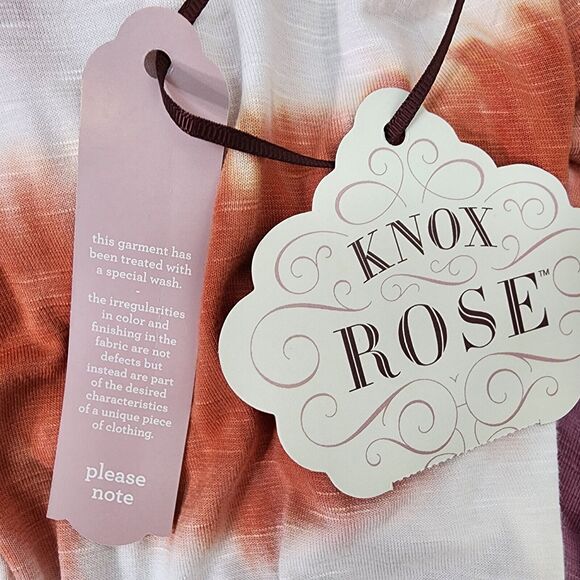 this garment has
been treated with
a special wash.
-
the irregularities
in color and
finishing in the
fabric are not
defects but
instead are part
of the desired
characteristics
of a unique piece
of clothing.
please
note
KNOX
ROSE™